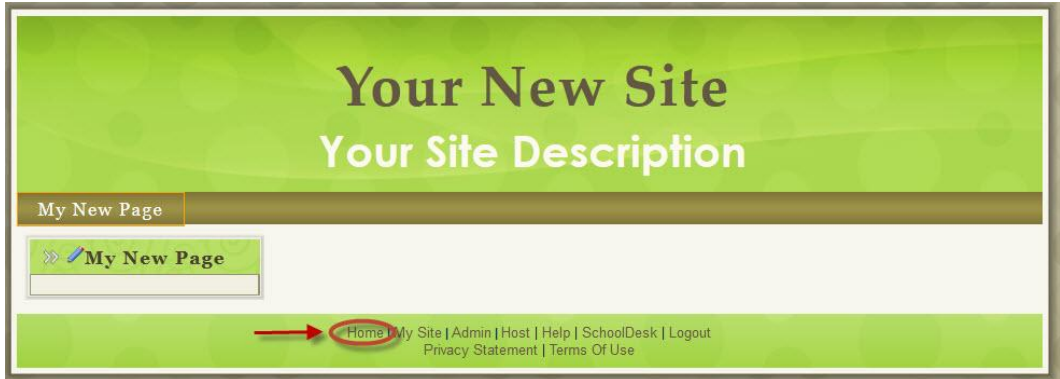 Your New Site
Your Site Description
My New Page
My New Page
Home | My Site | Admin | Host | Help | SchoolDesk | Logout
Privacy Statement | Terms Of Use